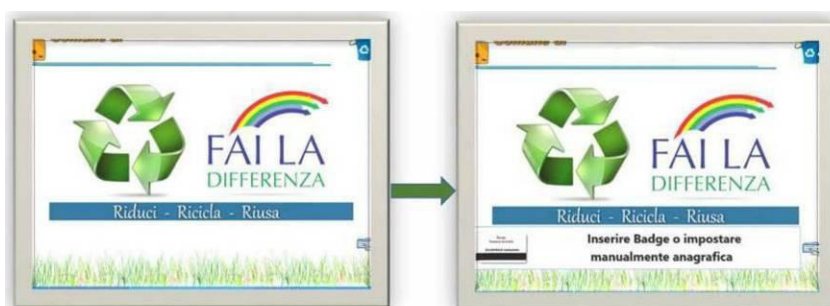 FAI LA
DIFFERENZA
Riduci - Ricicla - Riusa
FAI LA
DIFFERENZA
Riduci - Ricicla - Riusa
Inserire Badge o impostare
manualmente anagrafica